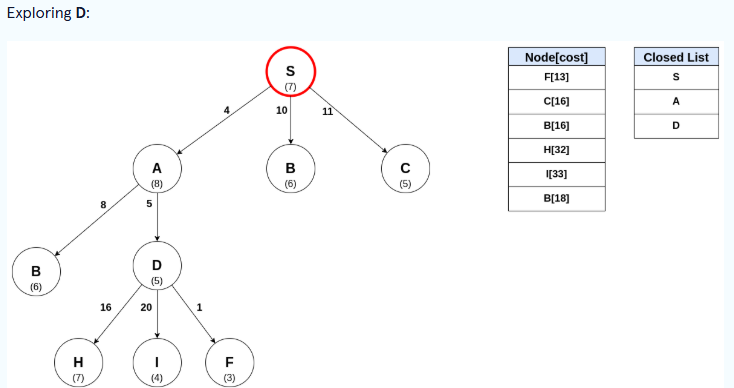 Exploring D:
S
(7)
4
10
11
A
(8)
B
(6)
C
(5)
8
5
B
(6)
D
(5)
16
20
1
H
(7)
I
(4)
F
(3)
Node[cost]
F[13]
C[16]
B[16]
H[32]
I[33]
B[18]
Closed List
S
A
D